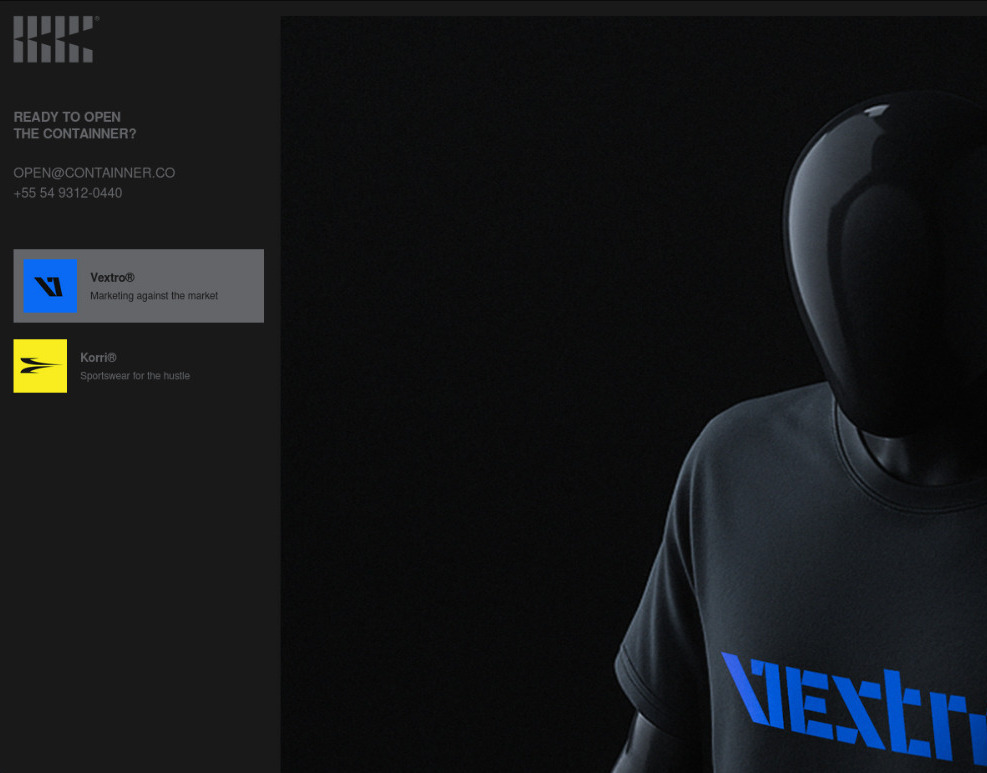 READY TO OPEN
THE CONTAINNER?
OPEN@CONTAINNER.CO
+55 54 9312-0440
Vextro®
Marketing against the market
Korri®
Sportswear for the hustle
Vextr